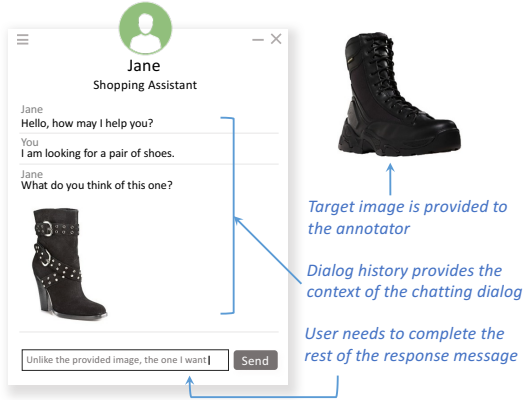 Jane
Shopping Assistant
Jane
Hello, how may I help you?
You
I am looking for a pair of shoes.
Jane
What do you think of this one?
Unlike the provided image, the one I want
Send
Target image is provided to
the annotator
Dialog history provides the
context of the chatting dialog
User needs to complete the
rest of the response message